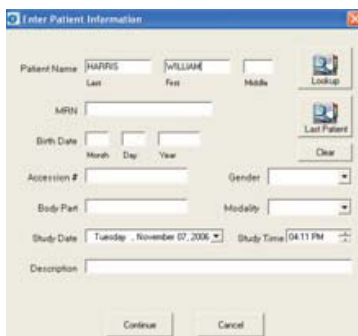 Enter Patient Information
Patient Name HARRIS WILLIAM Lookup
Last First Middle
MRN Last Patient
Birth Date Clear
Month Day Year
Accession # Gender
Body Part Modality
Study Date Tuesday , November 07, 2006 Study Time 04:11 PM
Description
Continue Cancel